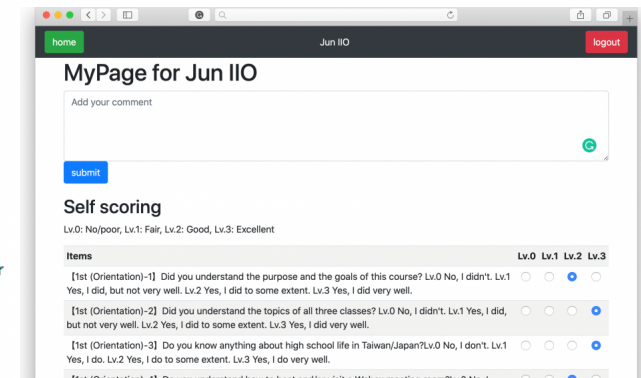 home
Jun IIO
logout
MyPage for Jun IIO
Add your comment
submit
Self scoring
Lv.0: No/poor, Lv.1: Fair, Lv.2: Good, Lv.3: Excellent
Items Lv.0 Lv.1 Lv.2 Lv.3
【1st (Orientation)-1】Did you understand the purpose and the goals of this course? Lv.0 No, I didn't. Lv.1
Yes, I did, but not very well. Lv.2 Yes, I did to some extent. Lv.3 Yes, I did very well.
【1st (Orientation)-2】Did you understand the topics of all three classes? Lv.0 No, I didn't. Lv.1 Yes, I did,
but not very well. Lv.2 Yes, I did to some extent. Lv.3 Yes, I did very well.
【1st (Orientation)-3】Do you know anything about high school life in Taiwan/Japan?Lv.0 No, I don't. Lv.1
Yes, I do. Lv.2 Yes, I do to some extent. Lv.3 Yes, I do very well.